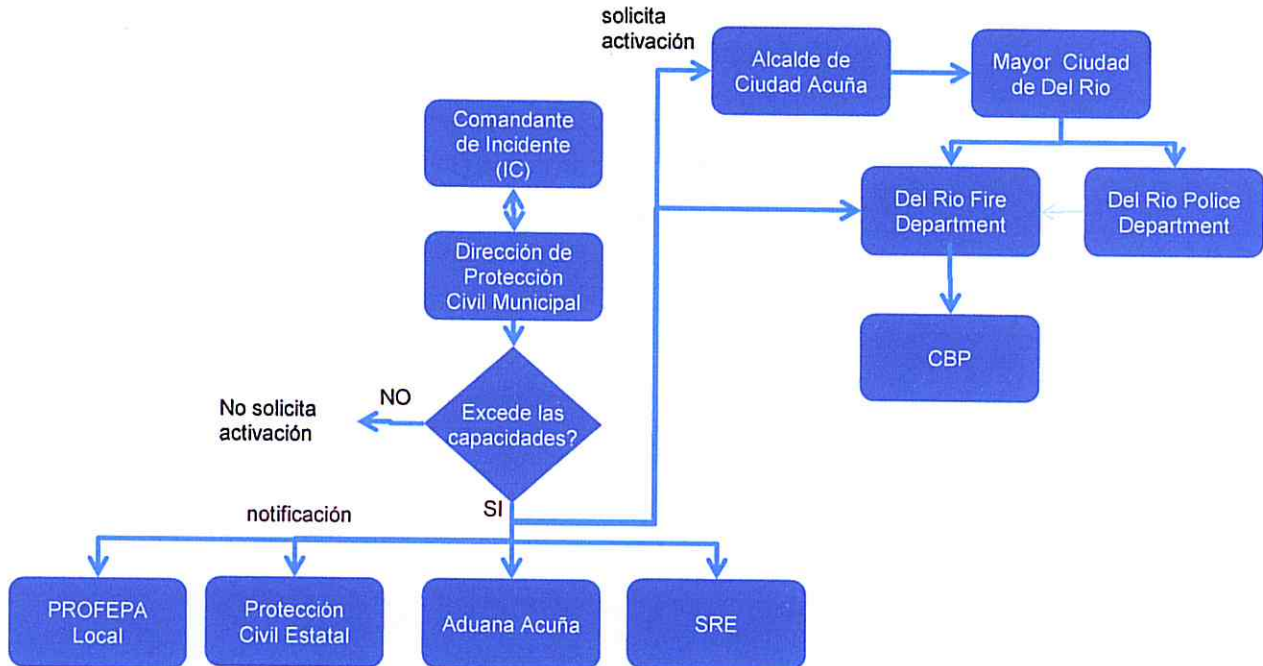 solicita
activación
Alcalde de
Ciudad Acuña
Mayor Ciudad
de Del Rio
Comandante
de Incidente
(IC)
Del Rio Fire
Department
Del Rio Police
Department
Dirección de
Protección
Civil Municipal
CBP
NO
No solicita
activación
Excede las
capacidades?
SI
notificación
PROFEPA
Local
Protección
Civil Estatal
Aduana Acuña
SRE